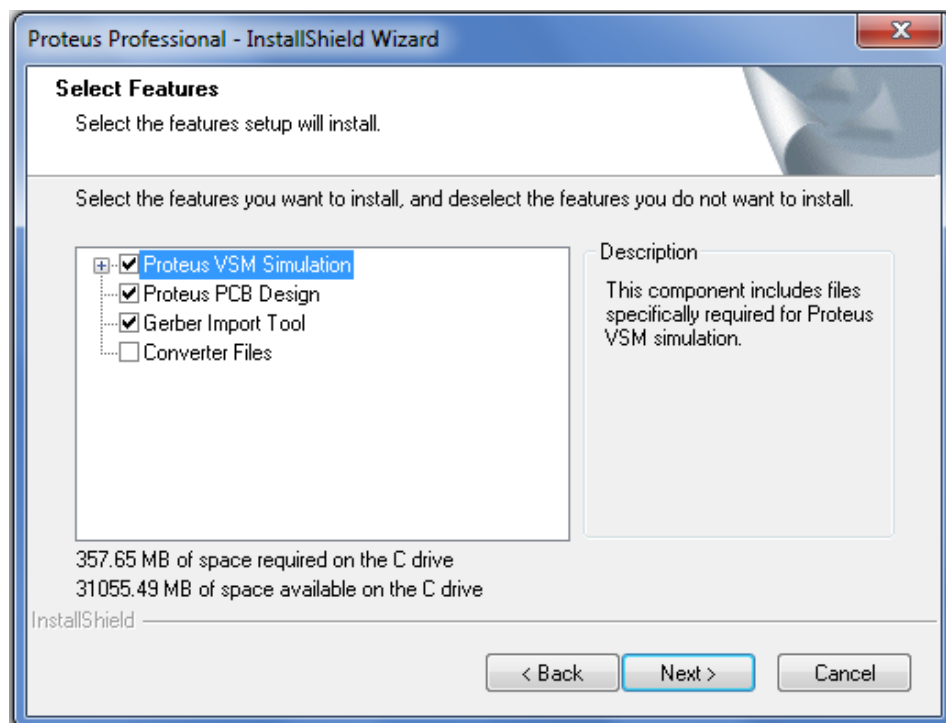 Proteus Professional - InstallShield Wizard
Select Features
Select the features setup will install.
Select the features you want to install, and deselect the features you do not want to install.
Proteus VSM Simulation
Proteus PCB Design
Gerber Import Tool
Converter Files
Description
This component includes files
specifically required for Proteus
VSM simulation.
357.65 MB of space required on the C drive
31055.49 MB of space available on the C drive
InstallShield
< Back
Next >
Cancel